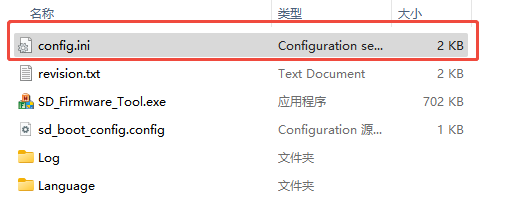 名称 类型 大小
config.ini Configuration se... 2 KB
revision.txt Text Document 2 KB
SD_Firmware_Tool.exe 应用程序 702 KB
sd_boot_config.config Configuration 源... 1 KB
Log 文件夹
Language 文件夹